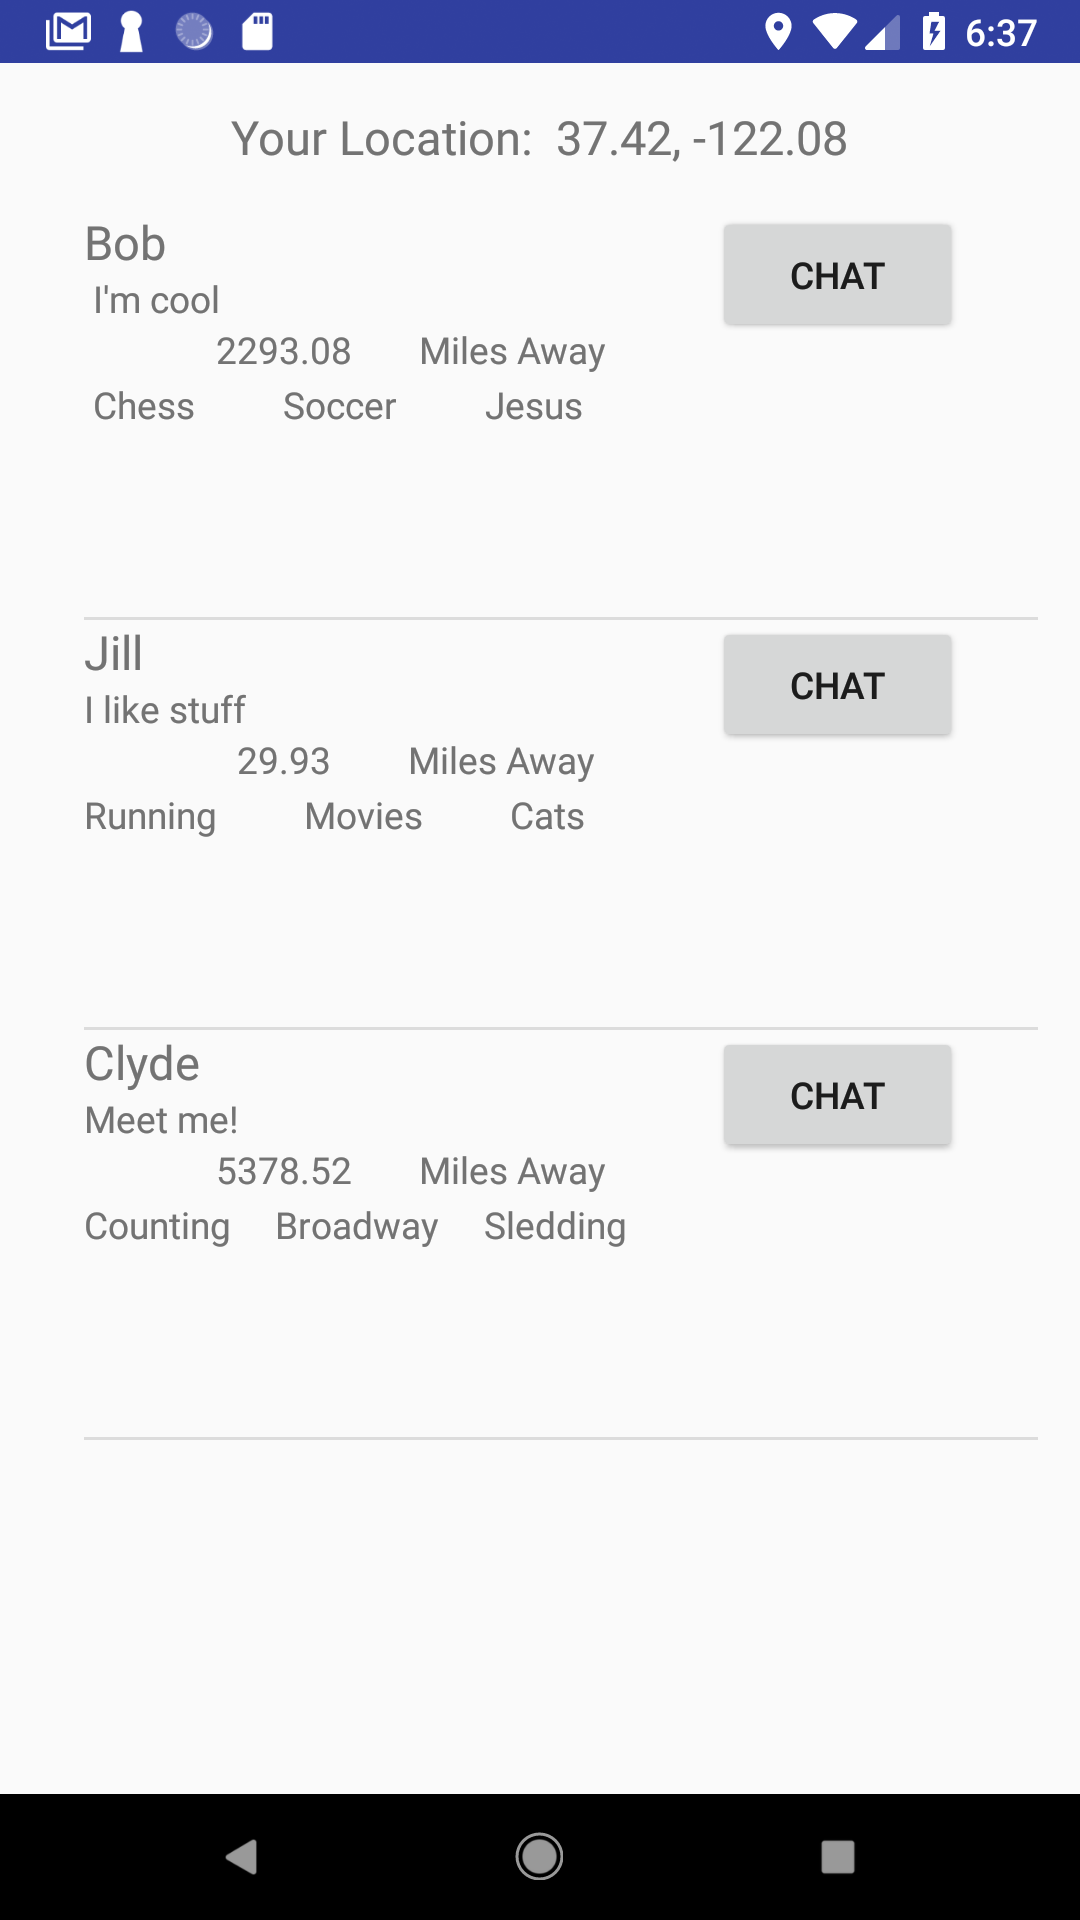 6:37
Your Location: 37.42, -122.08
Bob
CHAT
I'm cool
2293.08 Miles Away
Chess Soccer Jesus
Jill
CHAT
I like stuff
29.93 Miles Away
Running Movies Cats
Clyde
CHAT
Meet me!
5378.52 Miles Away
Counting Broadway Sledding